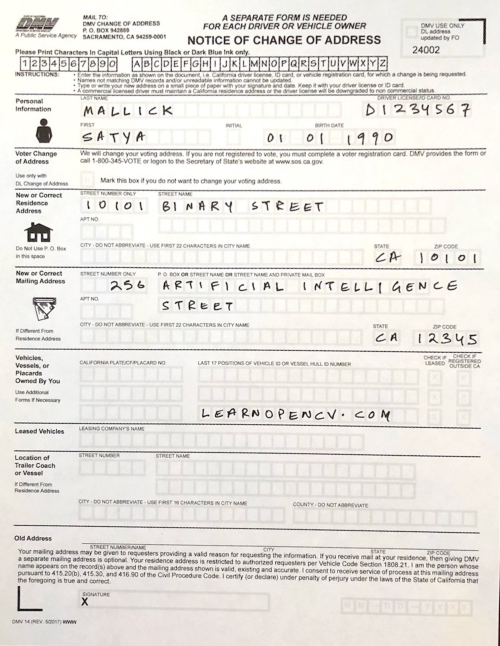 DMV
A Public Service Agency
MAIL TO:
DMV CHANGE OF ADDRESS
P. O. BOX 942859
SACRAMENTO, CA 94259-0001
A SEPARATE FORM IS NEEDED
FOR EACH DRIVER OR VEHICLE OWNER
NOTICE OF CHANGE OF ADDRESS
DMV USE ONLY
DL address
updated by FO
24002
Please Print Characters In Capital Letters Using Black or Dark Blue Ink only.
1 2 3 4 5 6 7 8 9 0 A B C D E F G H I J K L M N O P Q R S T U V W X Y Z
INSTRUCTIONS:
• Enter the information as shown on the document, i.e. California driver license, ID card, or vehicle registration card, for which a change is being requested.
• Names not matching DMV records and/or unreadable information cannot be updated.
• Type or write your new address on a small piece of paper with your signature and date. Keep it with your driver license or ID card.
• A commercial licensed driver must maintain a California residence address or the driver license will be downgraded to non commercial status.
Personal
Information
LAST NAME
DRIVER LICENSE/ID CARD NO.
MALLICK
D1234567
FIRST
INITIAL
BIRTH DATE
SATYA
01 01 1990
Voter Change
of Address
We will change your voting address. If you are not registered to vote, you must complete a voter registration card. DMV provides the form or
call 1-800-345-VOTE or logon to the Secretary of State's website at www.sos.ca.gov.
Use only with
DL Change of Address
Mark this box if you do not want to change your voting address.
New or Correct
Residence
Address
STREET NUMBER ONLY
STREET NAME
10101 BINARY STREET
APT NO.
Do Not Use P. O. Box
in this space
CITY - DO NOT ABBREVIATE - USE FIRST 22 CHARACTERS IN CITY NAME
STATE
ZIP CODE
CA 10101
New or Correct
Mailing Address
STREET NUMBER ONLY
P. O. BOX OR STREET NAME OR STREET NAME AND PRIVATE MAIL BOX
256 ARTIFICIAL INTELLIGENCE
APT NO.
STREET
If Different From
Residence Address
CITY - DO NOT ABBREVIATE - USE FIRST 22 CHARACTERS IN CITY NAME
STATE
ZIP CODE
CA 12345
Vehicles,
Vessels, or
Placards
Owned By You
CALIFORNIA PLATE/CF/PLACARD NO.
LAST 17 POSITIONS OF VEHICLE ID OR VESSEL HULL ID NUMBER
CHECK IF
LEASED
CHECK IF
REGISTERED
OUTSIDE CA
Use Additional
Forms If Necessary
LEARNOPENCV.COM
Leased Vehicles
LEASING COMPANY'S NAME
Location of
Trailer Coach
or Vessel
STREET NUMBER
STREET NAME
If Different From
Residence Address
CITY - DO NOT ABBREVIATE - USE FIRST 16 CHARACTERS IN CITY NAME
COUNTY - DO NOT ABBREVIATE
Old Address
STREET NUMBER/NAME
CITY
STATE
ZIP CODE
Your mailing address may be given to requesters providing a valid reason for requesting the information. If you receive mail at your residence, then giving DMV
a separate mailing address is optional. Your residence address is restricted to authorized requesters per Vehicle Code Section 1808.21. I am the person whose
name appears on the record(s) above and the mailing address shown is valid, existing and accurate. I consent to receive service of process at this mailing address
pursuant to 415.20(b), 415.30, and 416.90 of the Civil Procedure Code. I certify (or declare) under penalty of perjury under the laws of the State of California that
the foregoing is true and correct.
SIGNATURE
X
DMV 14 (REV. 6/2017) WWW